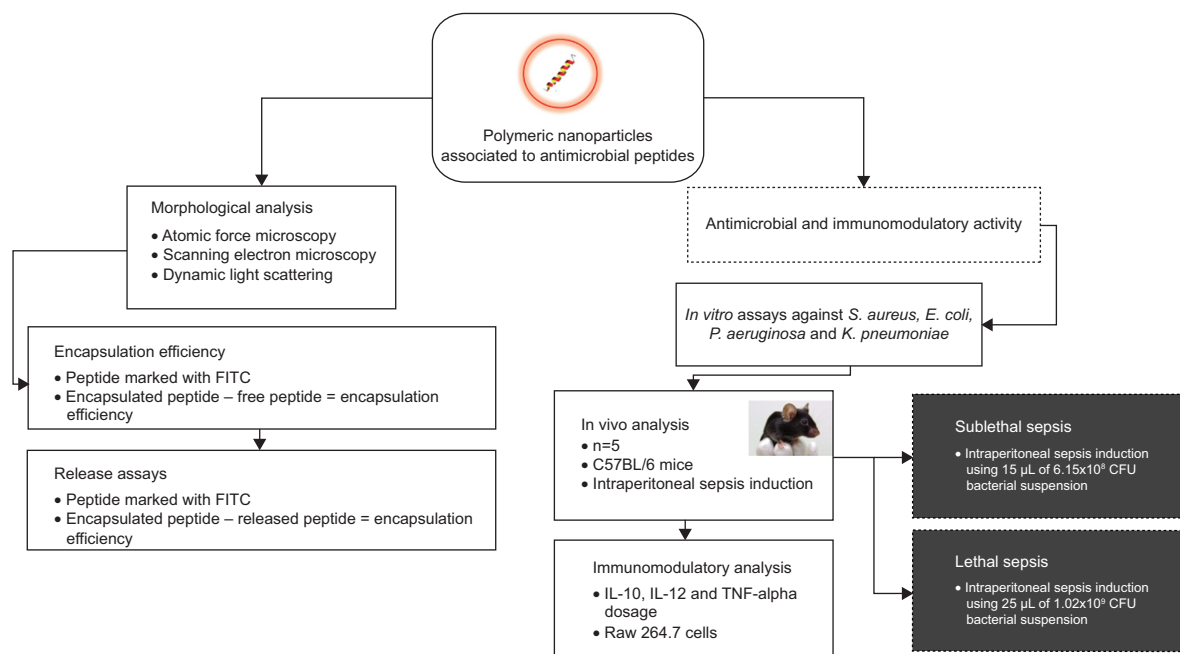 Polymeric nanoparticles
associated to antimicrobial peptides
Morphological analysis
• Atomic force microscopy
• Scanning electron microscopy
• Dynamic light scattering
Encapsulation efficiency
• Peptide marked with FITC
• Encapsulated peptide – free peptide = encapsulation
efficiency
Release assays
• Peptide marked with FITC
• Encapsulated peptide – released peptide = encapsulation
efficiency
Antimicrobial and immunomodulatory activity
In vitro assays against S. aureus, E. coli,
P. aeruginosa and K. pneumoniae
In vivo analysis
• n=5
• C57BL/6 mice
• Intraperitoneal sepsis induction
Immunomodulatory analysis
• IL-10, IL-12 and TNF-alpha
dosage
• Raw 264.7 cells
Sublethal sepsis
• Intraperitoneal sepsis induction
using 15 µL of 6.15x10⁸ CFU
bacterial suspension
Lethal sepsis
• Intraperitoneal sepsis induction
using 25 µL of 1.02x10⁹ CFU
bacterial suspension